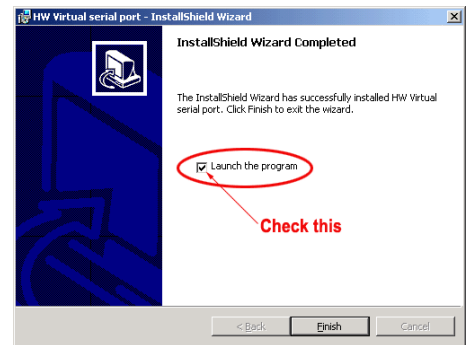 HW Virtual serial port - InstallShield Wizard
InstallShield Wizard Completed
The InstallShield Wizard has successfully installed HW Virtual
serial port. Click Finish to exit the wizard.
Launch the program
Check this
< Back Finish Cancel